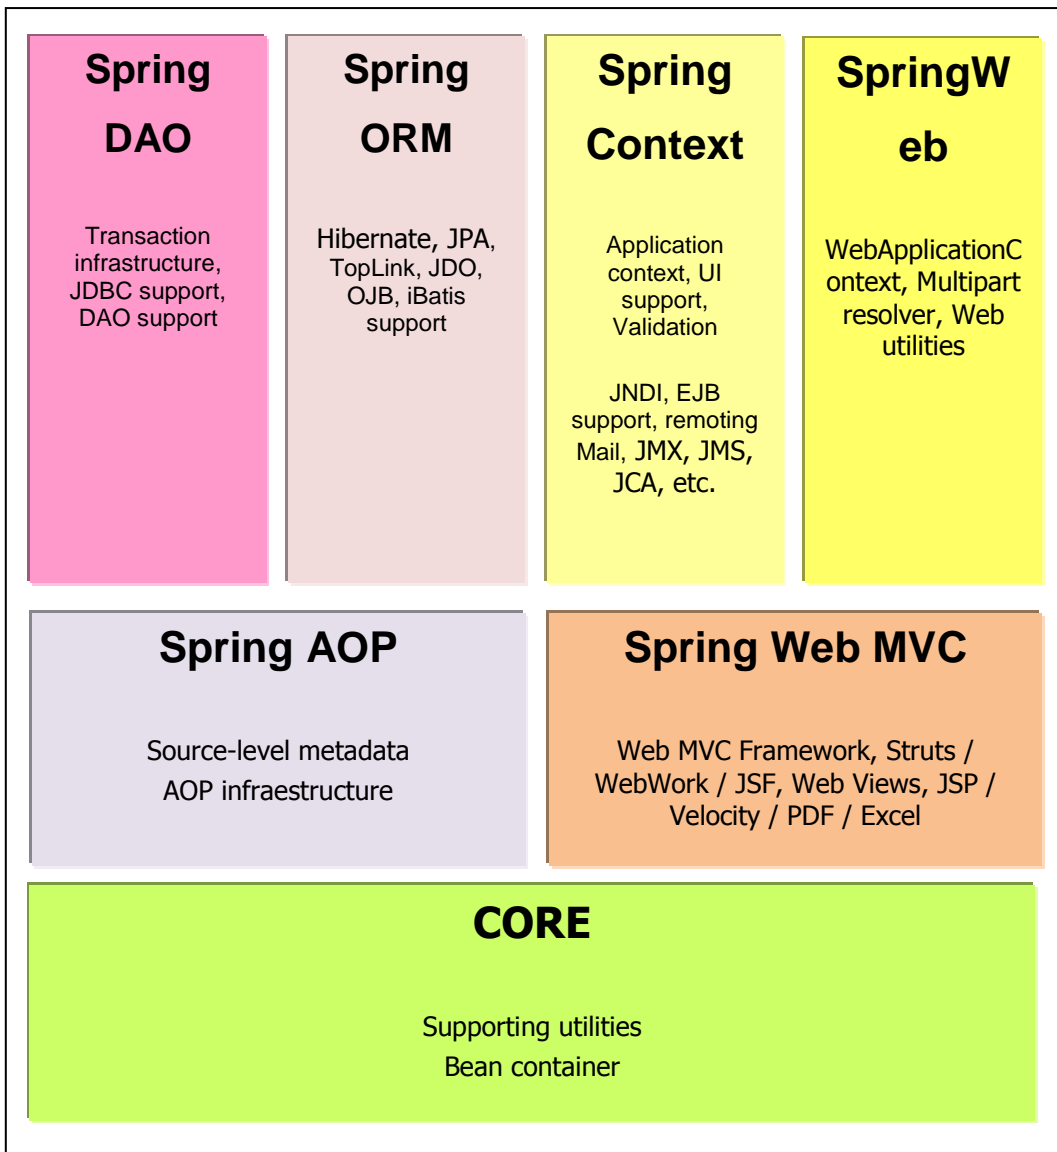 Spring
DAO
Transaction
infrastructure,
JDBC support,
DAO support
Spring
ORM
Hibernate, JPA,
TopLink, JDO,
OJB, iBatis
support
Spring
Context
Application
context, UI
support,
Validation
JNDI, EJB
support, remoting
Mail, JMX, JMS,
JCA, etc.
SpringW
eb
WebApplicationC
ontext, Multipart
resolver, Web
utilities
Spring AOP
Source-level metadata
AOP infraestructure
Spring Web MVC
Web MVC Framework, Struts /
WebWork / JSF, Web Views, JSP /
Velocity / PDF / Excel
CORE
Supporting utilities
Bean container